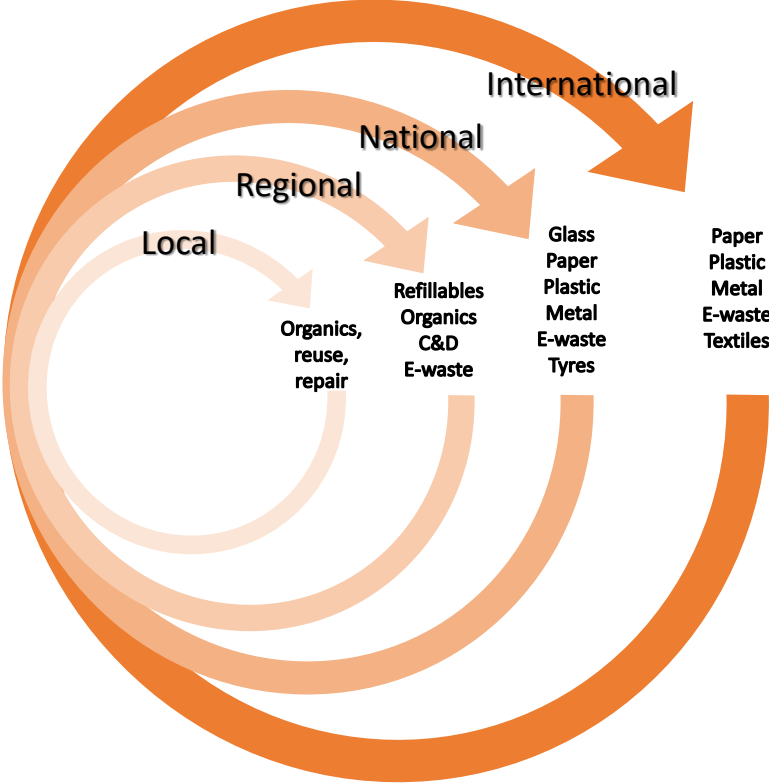 International
National
Regional
Local
Organics,
reuse,
repair
Refillables
Organics
C&D
E-waste
Glass
Paper
Plastic
Metal
E-waste
Tyres
Paper
Plastic
Metal
E-waste
Textiles